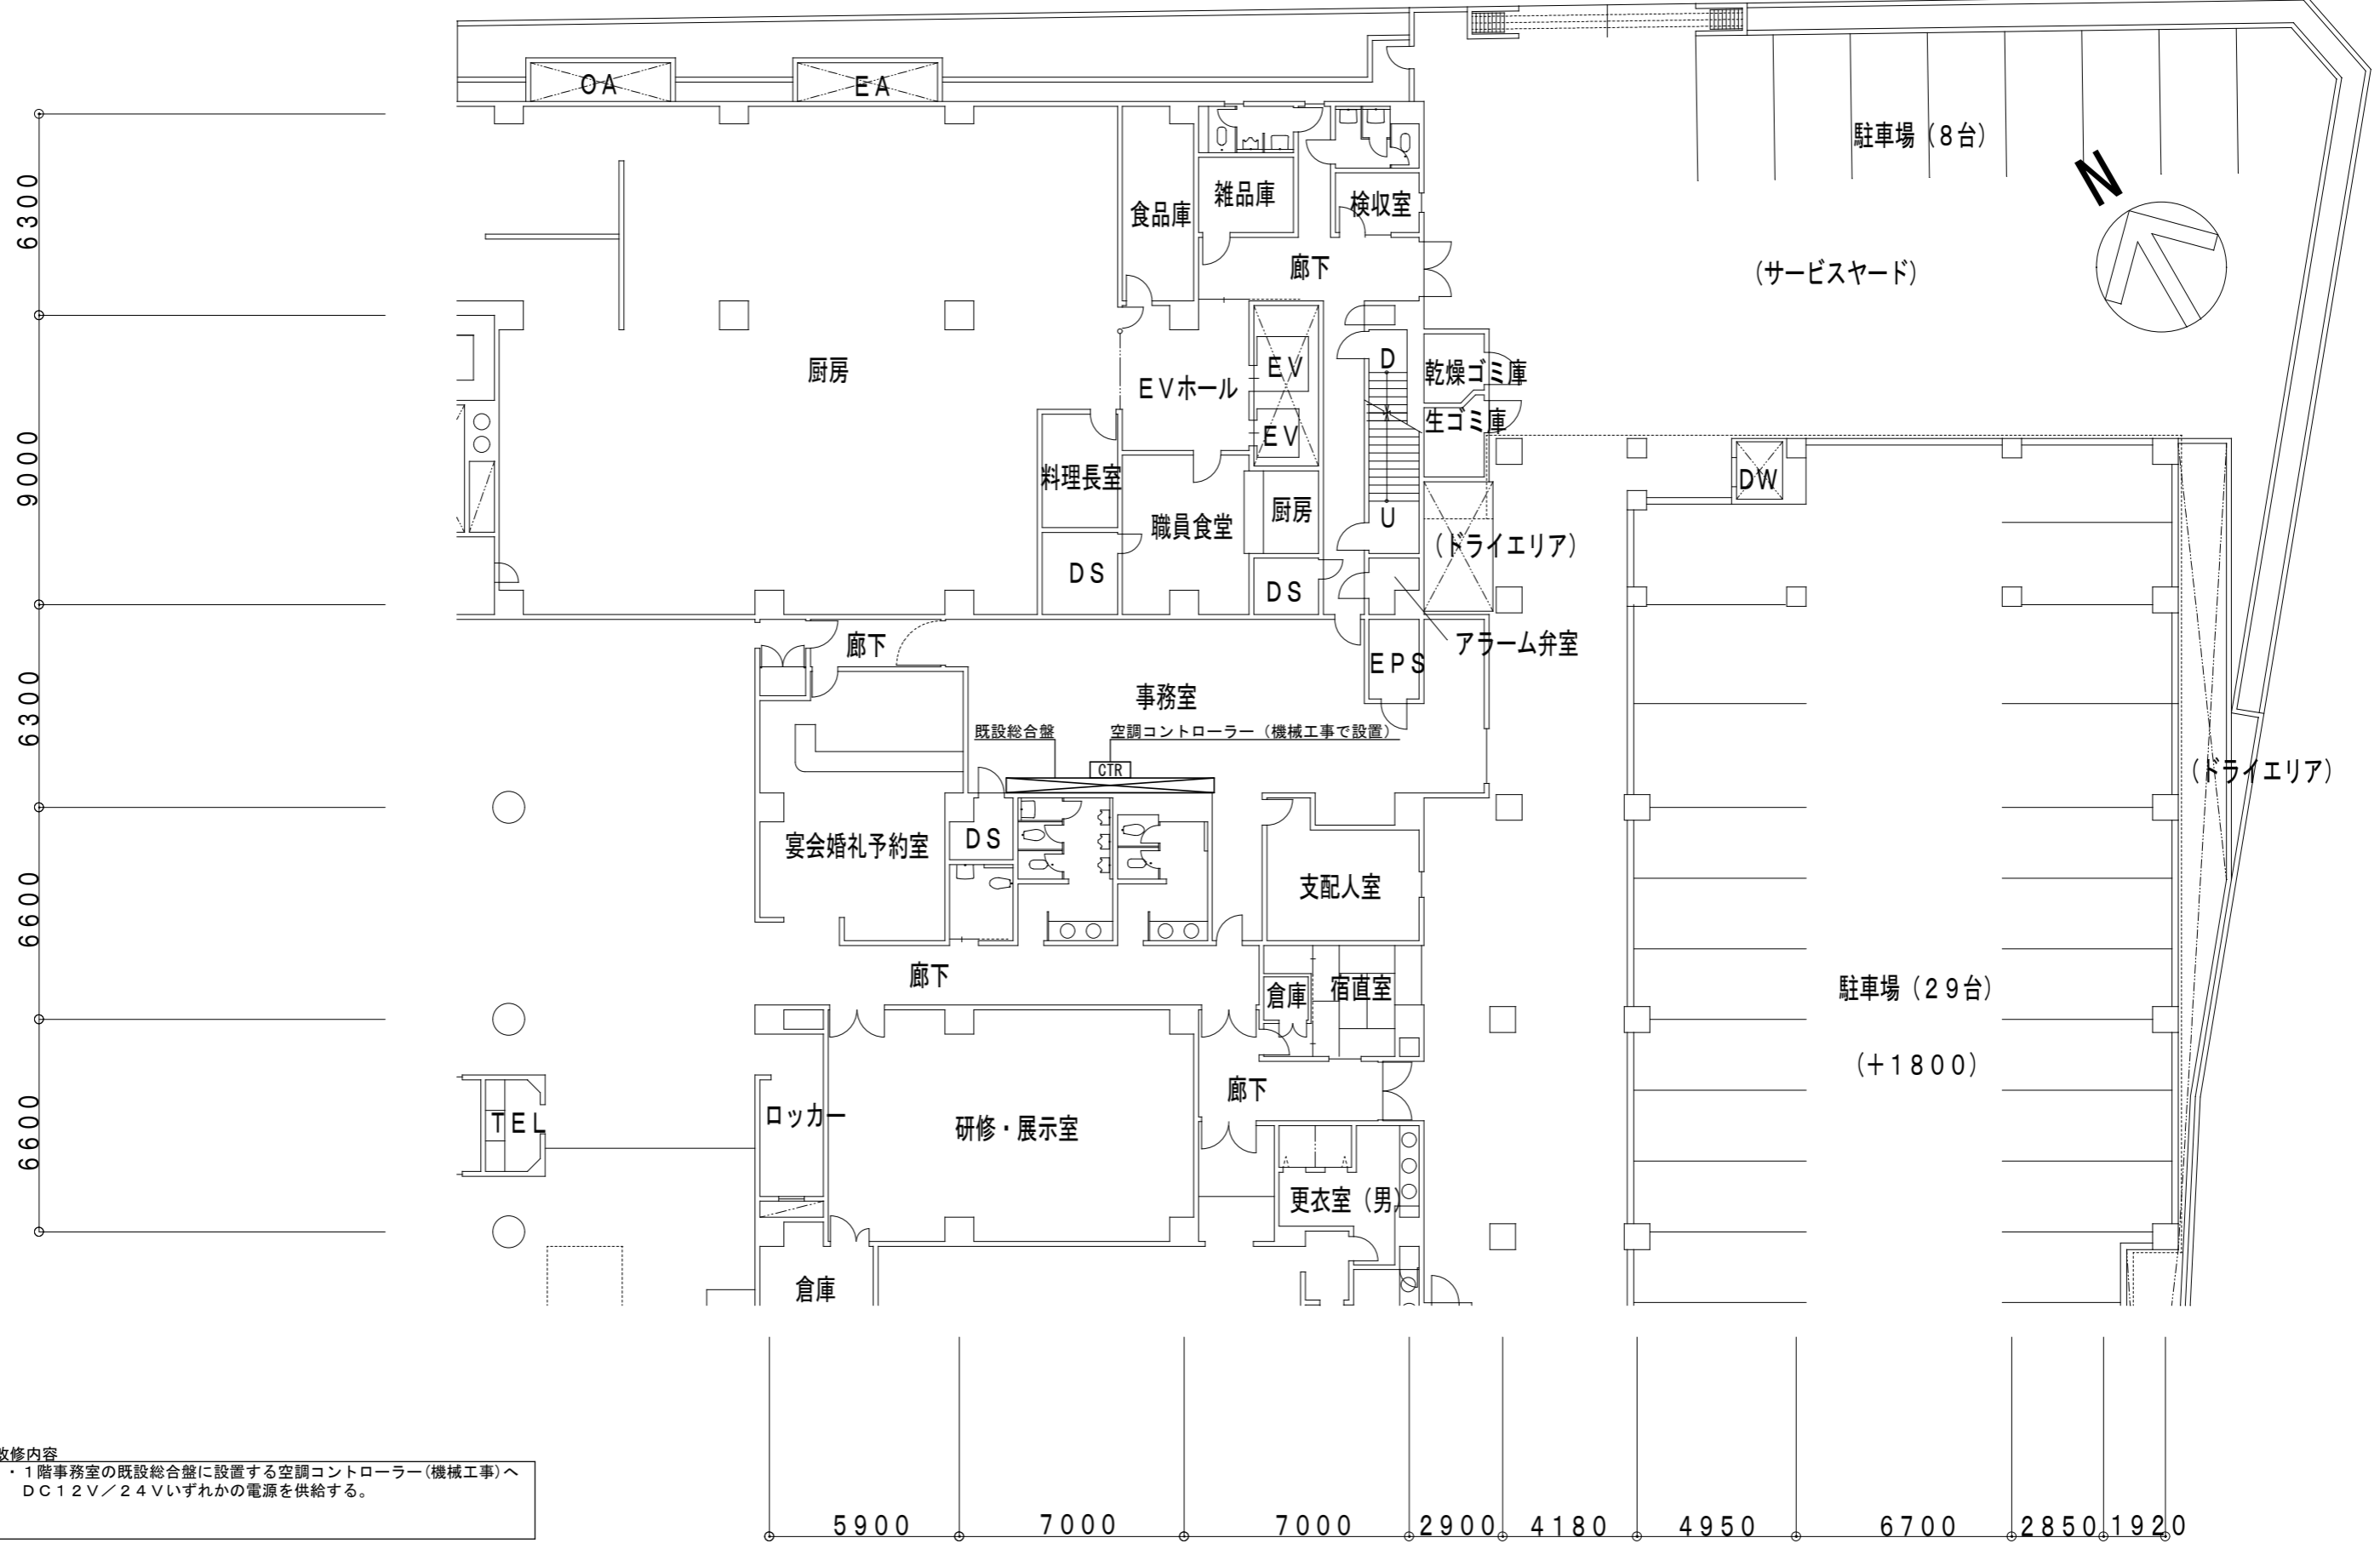 OA
EA
駐車場（8台）
N
6300
食品庫
雑品庫
検収室
廊下
（サービスヤード）
厨房
EVホール
EV
EV
D
乾燥ゴミ庫
生ゴミ庫
9000
料理長室
職員食堂
厨房
U
DW
（ドライエリア）
DS
DS
アラーム弁室
廊下
EPS
事務室
6300
既設総合盤
空調コントローラー（機械工事で設置）
CTR
（ドライエリア）
宴会婚礼予約室
DS
支配人室
6600
廊下
倉庫
宿直室
駐車場（29台）
（＋1800）
廊下
6600
TEL
ロッカー
研修・展示室
更衣室（男）
倉庫
改修内容
・1階事務室の既設総合盤に設置する空調コントローラー(機械工事)へ
DC12V／24Vいずれかの電源を供給する。
5900
7000
7000
2900
4180
4950
6700
2850
1920